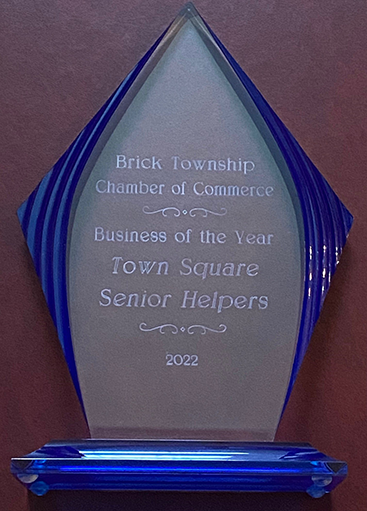 Brick Township
Chamber of Commerce
Business of the Year
Town Square
Senior Helpers
2022